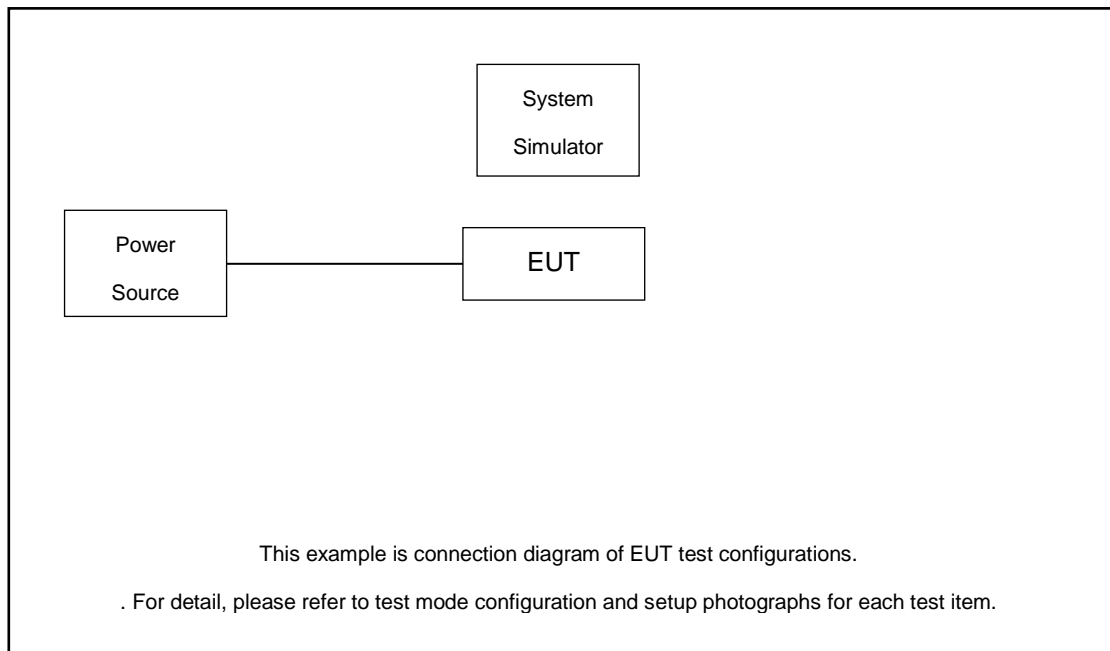 System
Simulator
Power
Source
EUT
This example is connection diagram of EUT test configurations.
. For detail, please refer to test mode configuration and setup photographs for each test item.